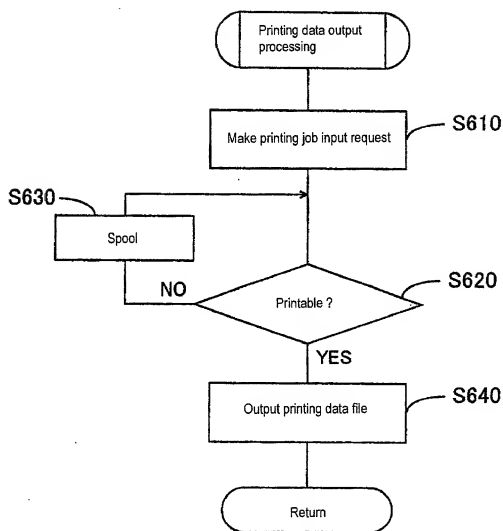 Printing data output
processing
S610
Make printing job input request
S630
Spool
S620
Printable ?
NO
YES
S640
Output printing data file
Return